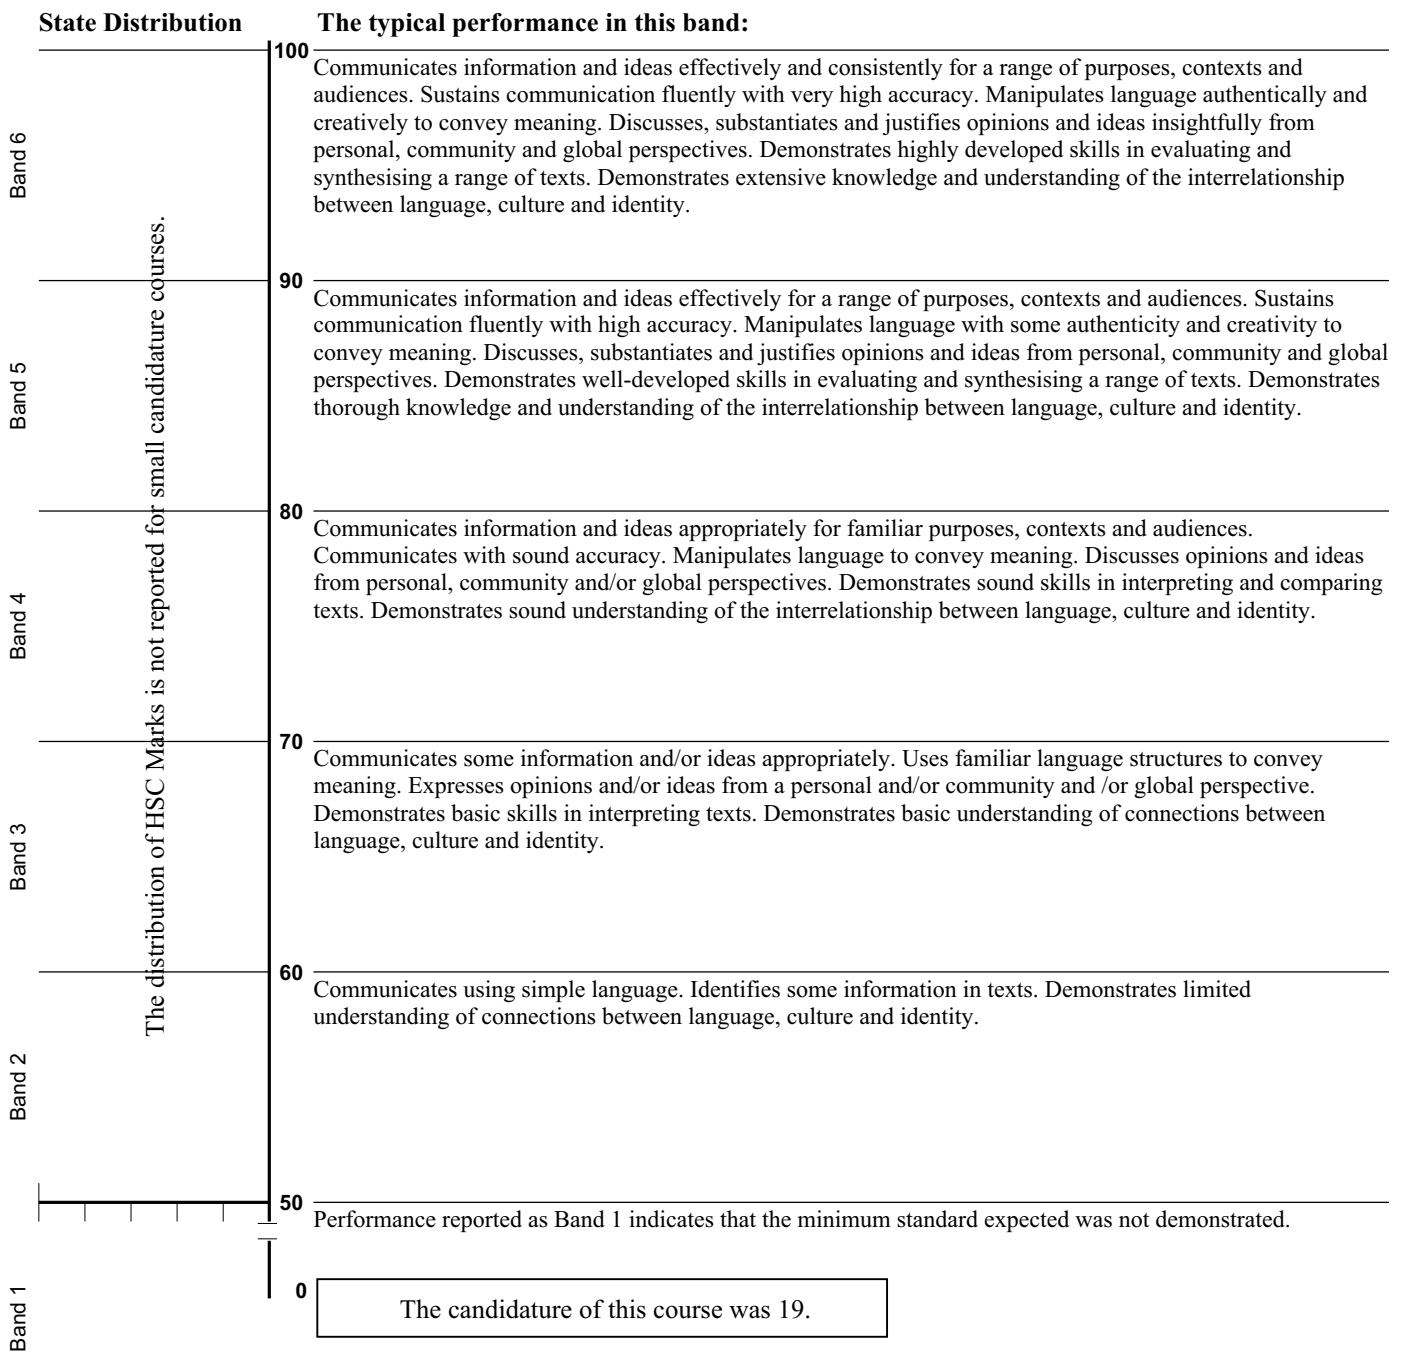 State Distribution
The typical performance in this band:
100
Communicates information and ideas effectively and consistently for a range of purposes, contexts and
audiences. Sustains communication fluently with very high accuracy. Manipulates language authentically and
creatively to convey meaning. Discusses, substantiates and justifies opinions and ideas insightfully from
personal, community and global perspectives. Demonstrates highly developed skills in evaluating and
synthesising a range of texts. Demonstrates extensive knowledge and understanding of the interrelationship
between language, culture and identity.
Band 6
90
Communicates information and ideas effectively for a range of purposes, contexts and audiences. Sustains
communication fluently with high accuracy. Manipulates language with some authenticity and creativity to
convey meaning. Discusses, substantiates and justifies opinions and ideas from personal, community and global
perspectives. Demonstrates well-developed skills in evaluating and synthesising a range of texts. Demonstrates
thorough knowledge and understanding of the interrelationship between language, culture and identity.
Band 5
80
Communicates information and ideas appropriately for familiar purposes, contexts and audiences.
Communicates with sound accuracy. Manipulates language to convey meaning. Discusses opinions and ideas
from personal, community and/or global perspectives. Demonstrates sound skills in interpreting and comparing
texts. Demonstrates sound understanding of the interrelationship between language, culture and identity.
Band 4
The distribution of HSC Marks is not reported for small candidature courses.
70
Communicates some information and/or ideas appropriately. Uses familiar language structures to convey
meaning. Expresses opinions and/or ideas from a personal and/or community and /or global perspective.
Demonstrates basic skills in interpreting texts. Demonstrates basic understanding of connections between
language, culture and identity.
Band 3
60
Communicates using simple language. Identifies some information in texts. Demonstrates limited
understanding of connections between language, culture and identity.
Band 2
50
Performance reported as Band 1 indicates that the minimum standard expected was not demonstrated.
0
The candidature of this course was 19.
Band 1